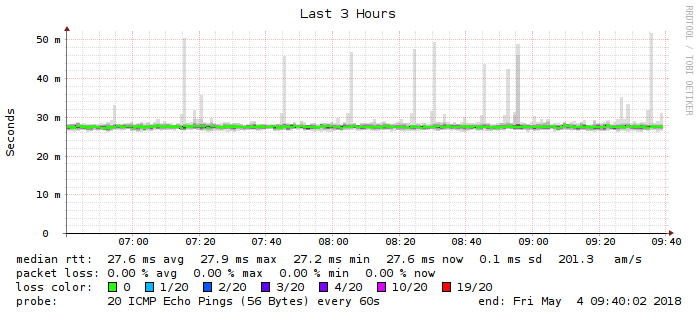 Last 3 Hours
RRDTOOL / TOBI OETIKER
Seconds
50 m
40 m
30 m
20 m
10 m
0
07:00 07:20 07:40 08:00 08:20 08:40 09:00 09:20 09:40
median rtt: 27.6 ms avg 27.9 ms max 27.2 ms min 27.6 ms now 0.1 ms sd 201.3 am/s
packet loss: 0.00 % avg 0.00 % max 0.00 % min 0.00 % now
loss color: 0 1/20 2/20 3/20 4/20 10/20 19/20
probe: 20 ICMP Echo Pings (56 Bytes) every 60s end: Fri May 4 09:40:02 2018